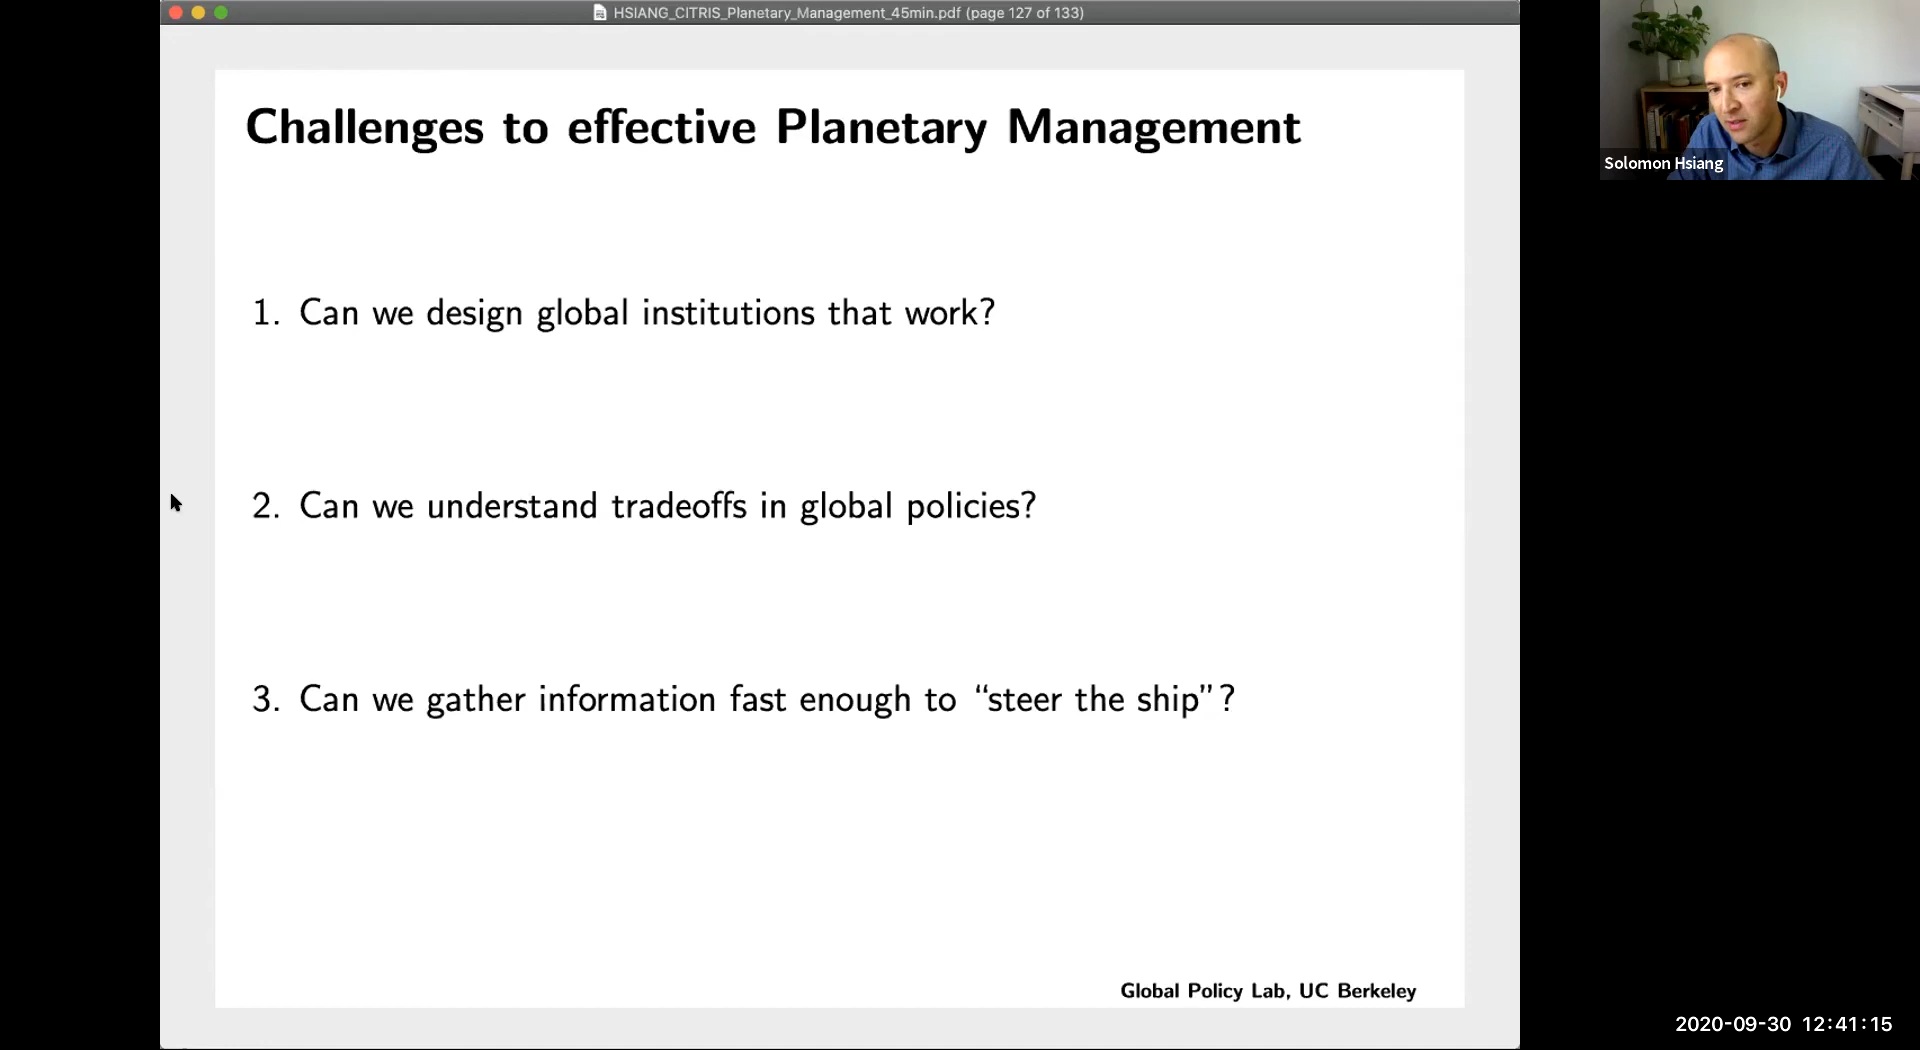 HSIANG_CITRIS_Planetary_Management_45min.pdf (page 127 of 133)
Challenges to effective Planetary Management
1. Can we design global institutions that work?
2. Can we understand tradeoffs in global policies?
3. Can we gather information fast enough to “steer the ship”?
Global Policy Lab, UC Berkeley
Solomon Hsiang
2020-09-30 12:41:15